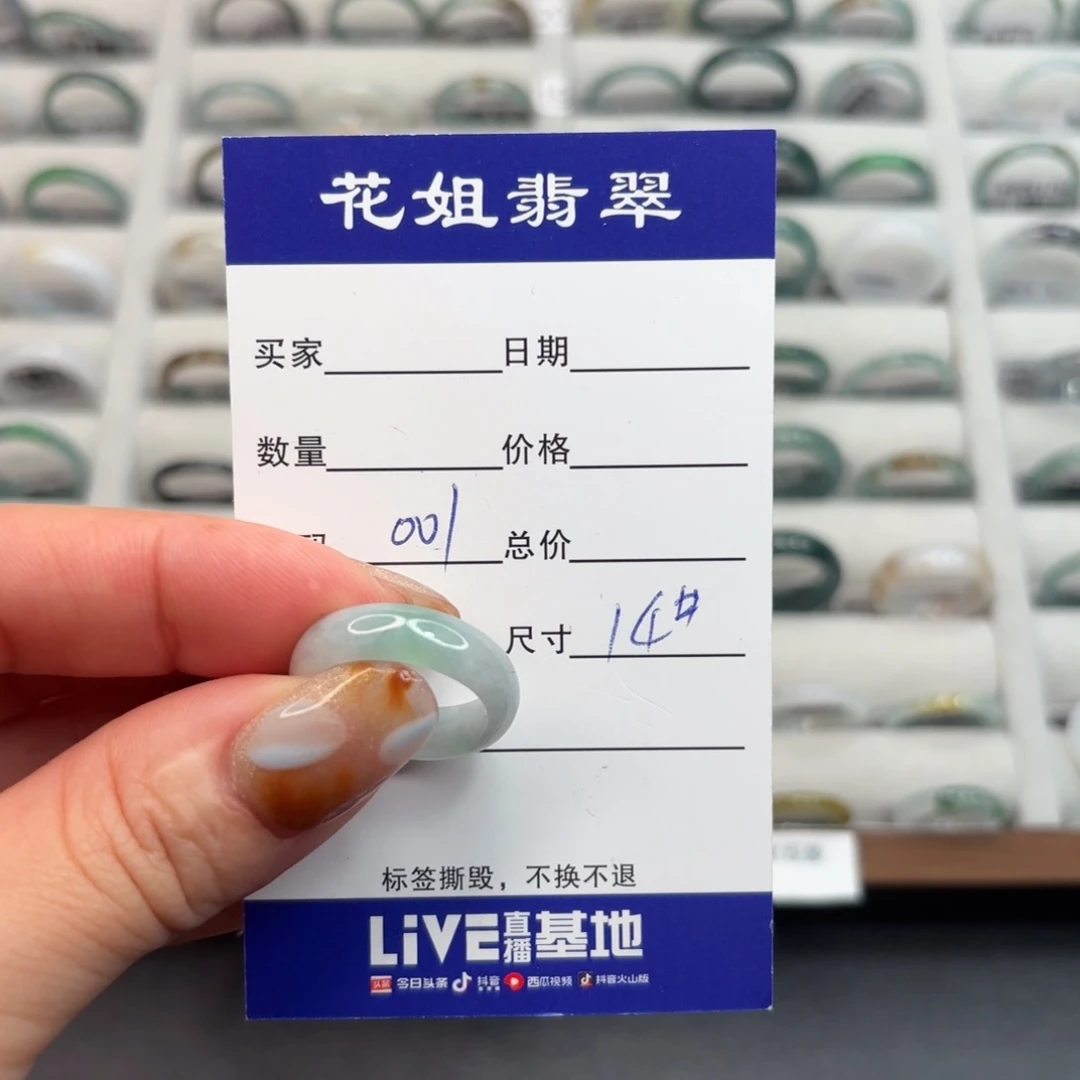 花姐翡翠
买家 日期
数量 价格
001 总价
尺寸 14#
标签撕毁，不换不退
LiVE直播基地
头条 今日头条 抖音 西瓜视频 抖音火山版